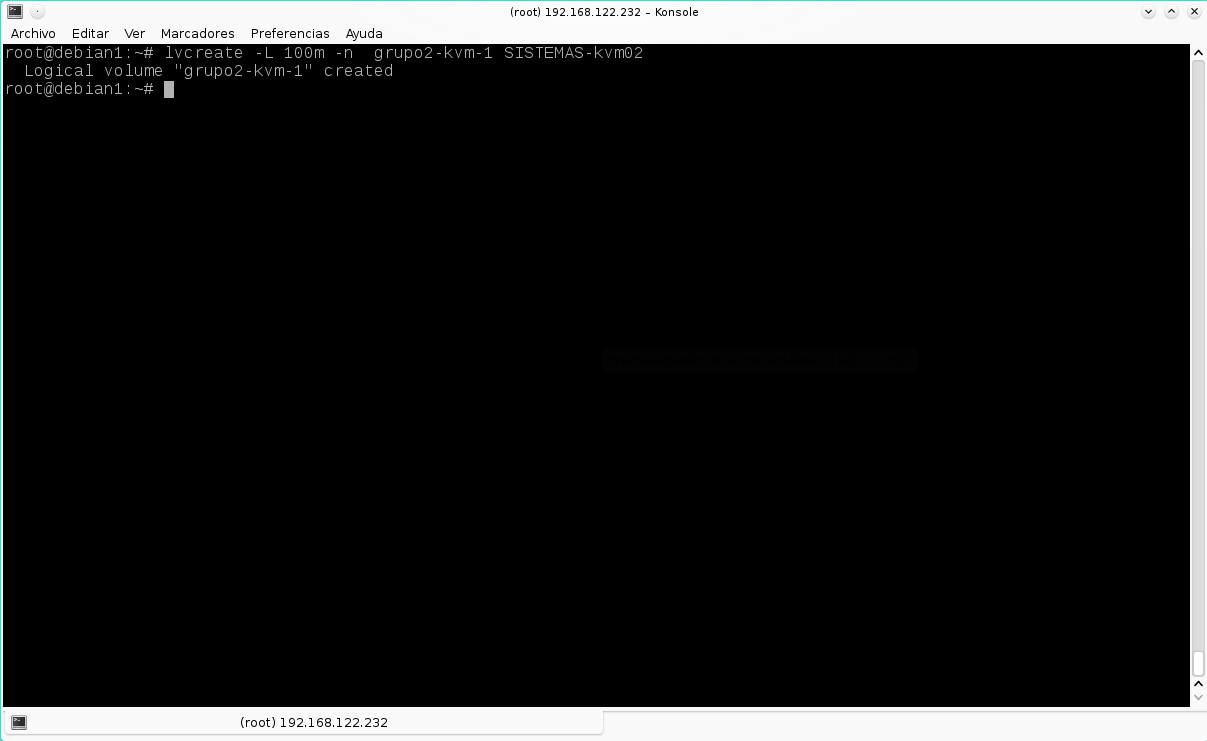 (root) 192.168.122.232 – Konsole
Archivo Editar Ver Marcadores Preferencias Ayuda
root@debian1:~# lvcreate -L 100m -n  grupo2-kvm-1 SISTEMAS-kvm02
  Logical volume "grupo2-kvm-1" created
root@debian1:~#
(root) 192.168.122.232